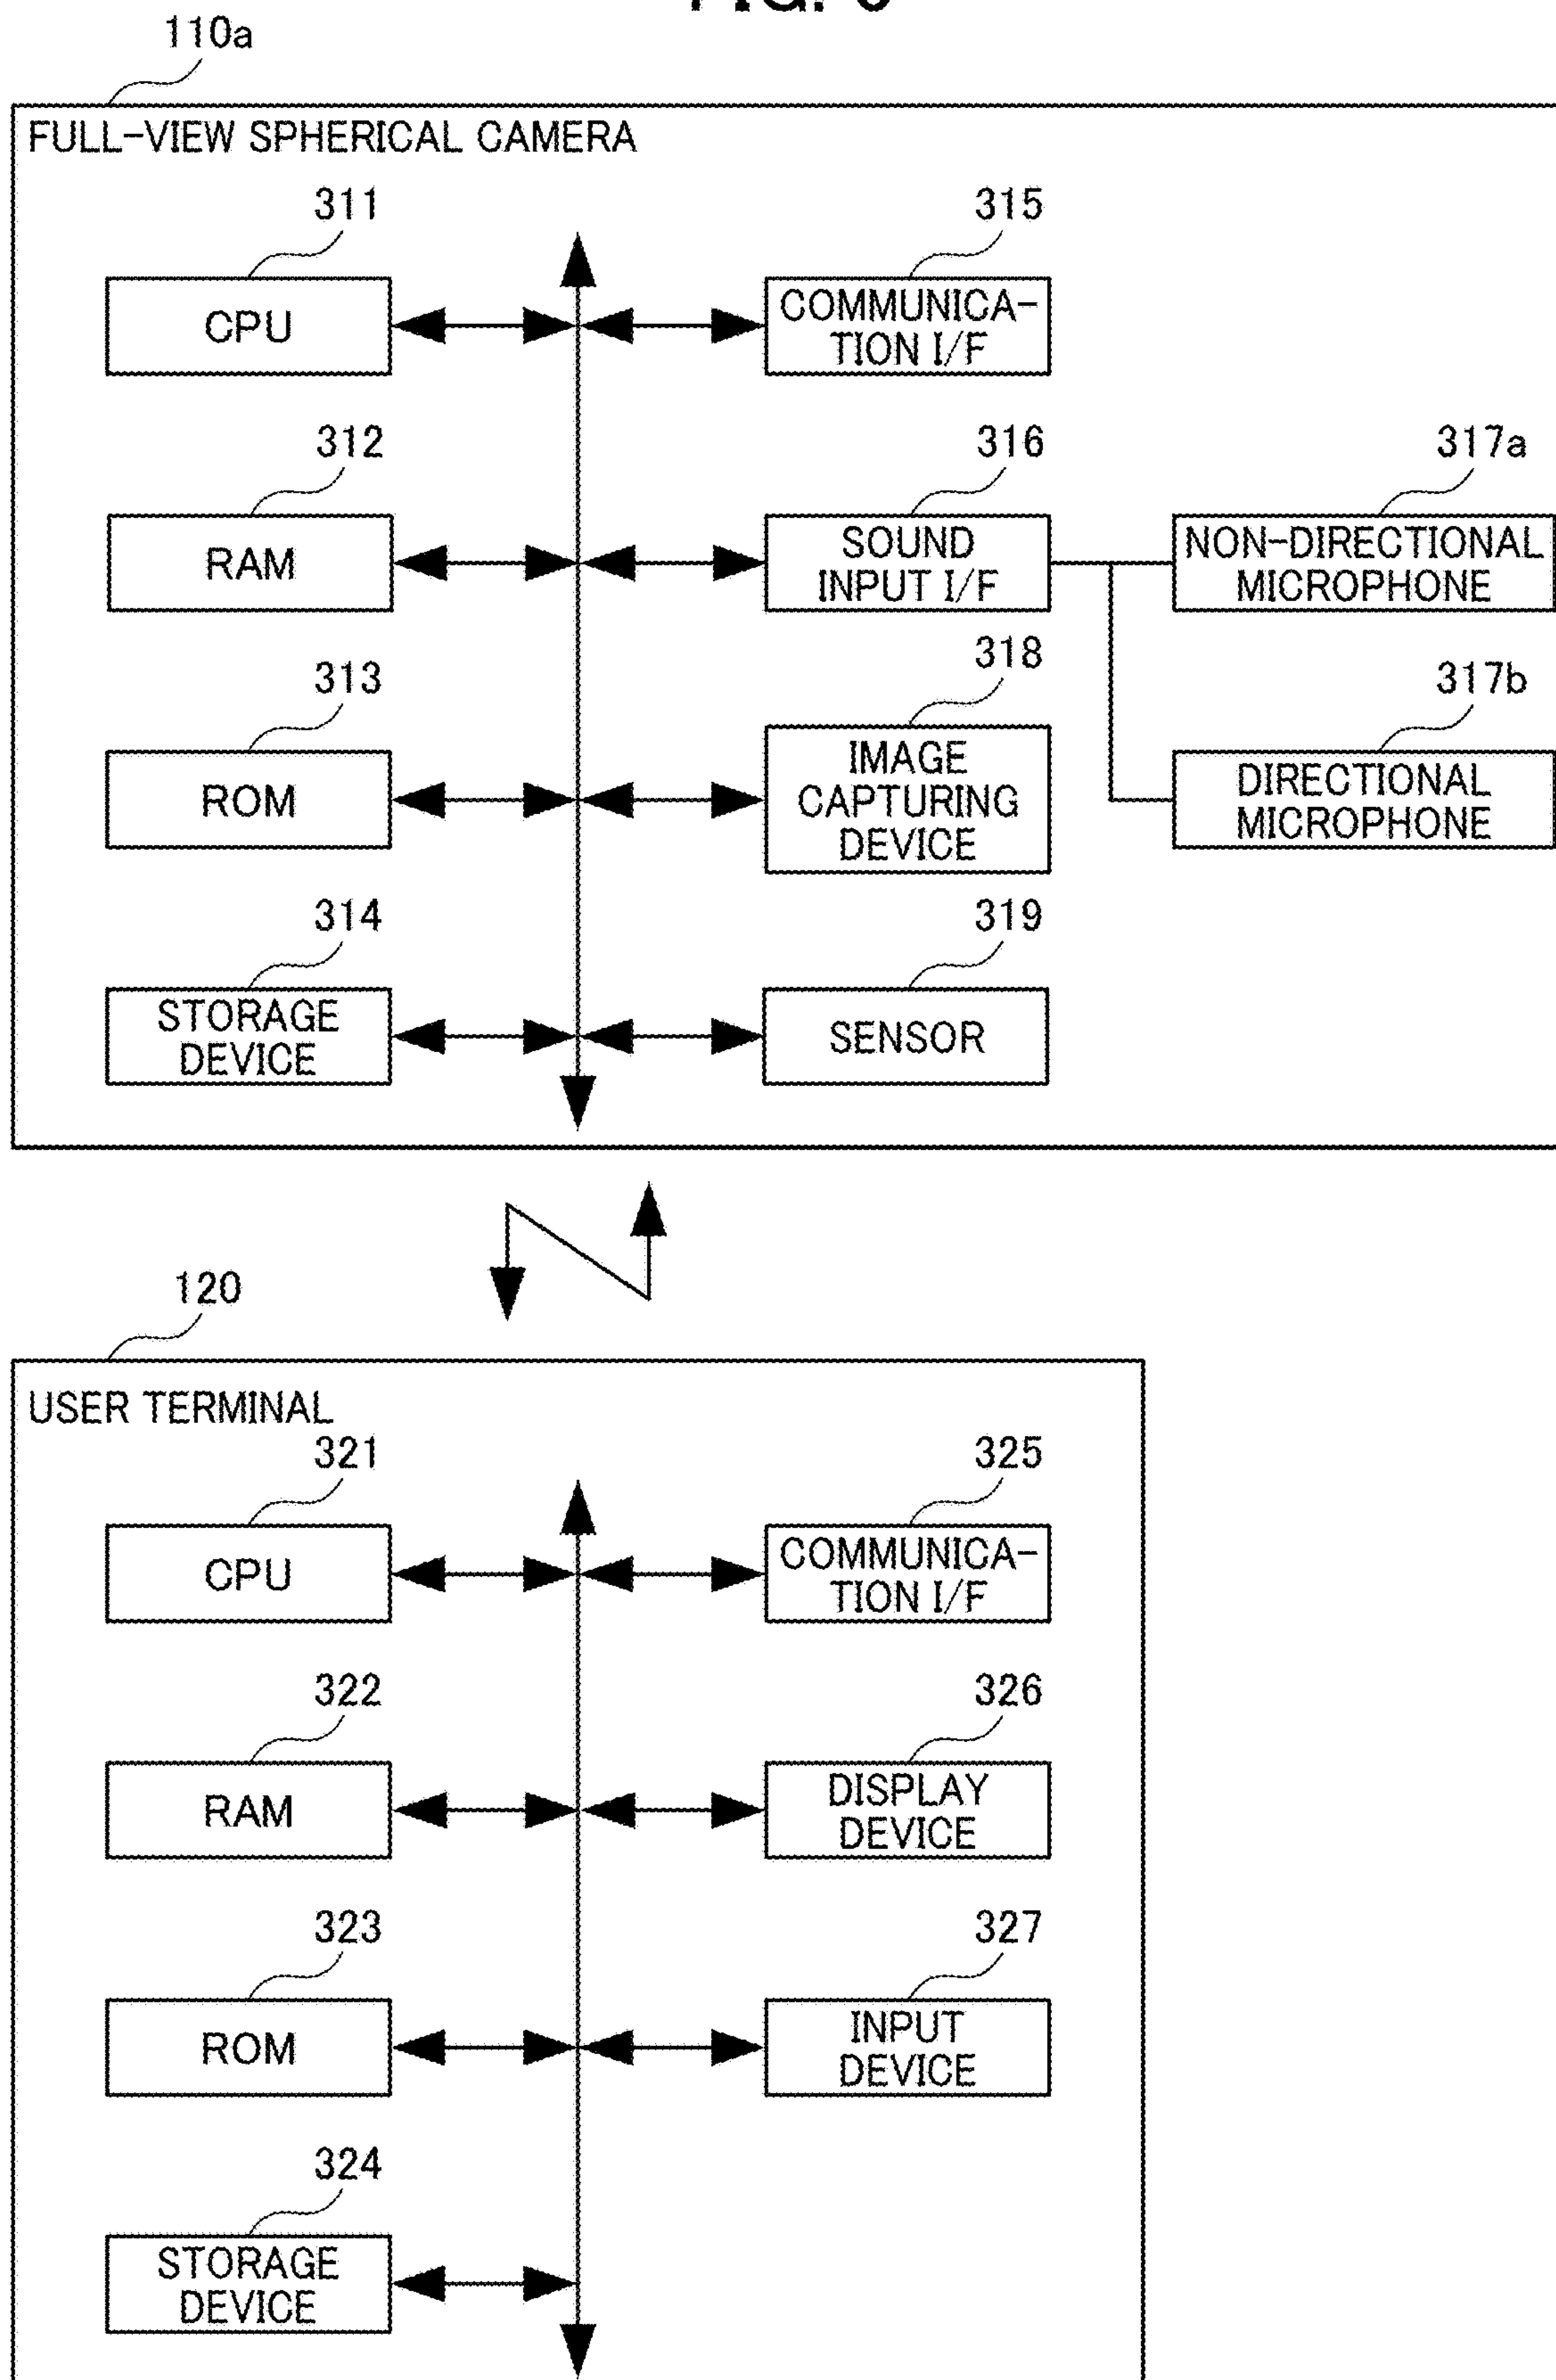 110a
FULL-VIEW SPHERICAL CAMERA
311
315
CPU
COMMUNICA-
TION I/F
312
316
317a
RAM
SOUND
INPUT I/F
NON-DIRECTIONAL
MICROPHONE
313
318
317b
ROM
IMAGE
CAPTURING
DEVICE
DIRECTIONAL
MICROPHONE
314
319
STORAGE
DEVICE
SENSOR
120
USER TERMINAL
321
325
CPU
COMMUNICA-
TION I/F
322
326
RAM
DISPLAY
DEVICE
323
327
ROM
INPUT
DEVICE
324
STORAGE
DEVICE